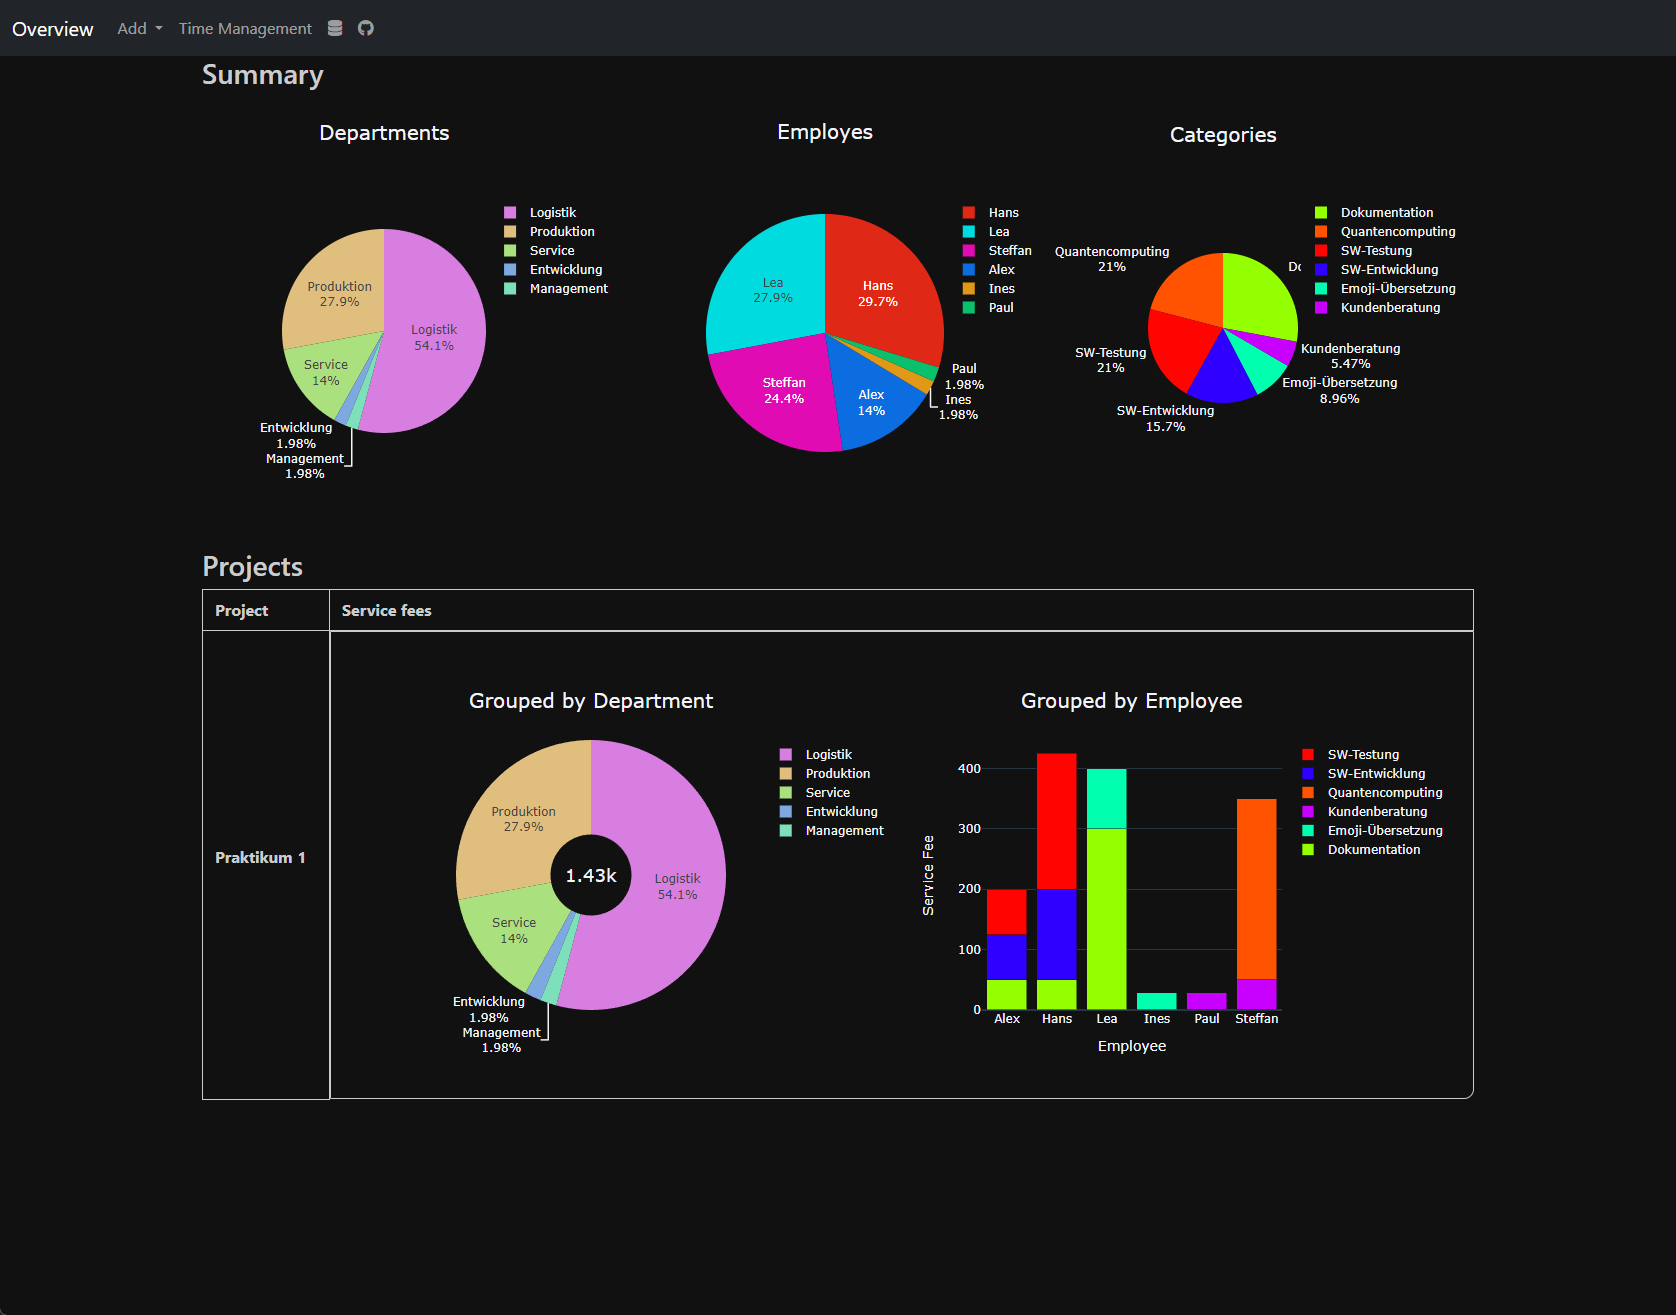 Overview Add Time Management
Summary
Departments
Logistik
Produktion
Service
Entwicklung
Management
Produktion
27.9%
Logistik
54.1%
Service
14%
Entwicklung
1.98%
Management
1.98%
Employes
Hans
Lea
Steffan
Alex
Ines
Paul
Lea
27.9%
Hans
29.7%
Steffan
24.4%
Alex
14%
Paul
1.98%
Ines
1.98%
Categories
Dokumentation
Quantencomputing
SW-Testung
SW-Entwicklung
Emoji-Übersetzung
Kundenberatung
Quantencomputing
21%
SW-Testung
21%
SW-Entwicklung
15.7%
Kundenberatung
5.47%
Emoji-Übersetzung
8.96%
Projects
Project
Service fees
Praktikum 1
Grouped by Department
Logistik
Produktion
Service
Entwicklung
Management
Produktion
27.9%
1.43k
Logistik
54.1%
Service
14%
Entwicklung
1.98%
Management
1.98%
Grouped by Employee
SW-Testung
SW-Entwicklung
Quantencomputing
Kundenberatung
Emoji-Übersetzung
Dokumentation
Service Fee
400
300
200
100
0
Alex Hans Lea Ines Paul Steffan
Employee